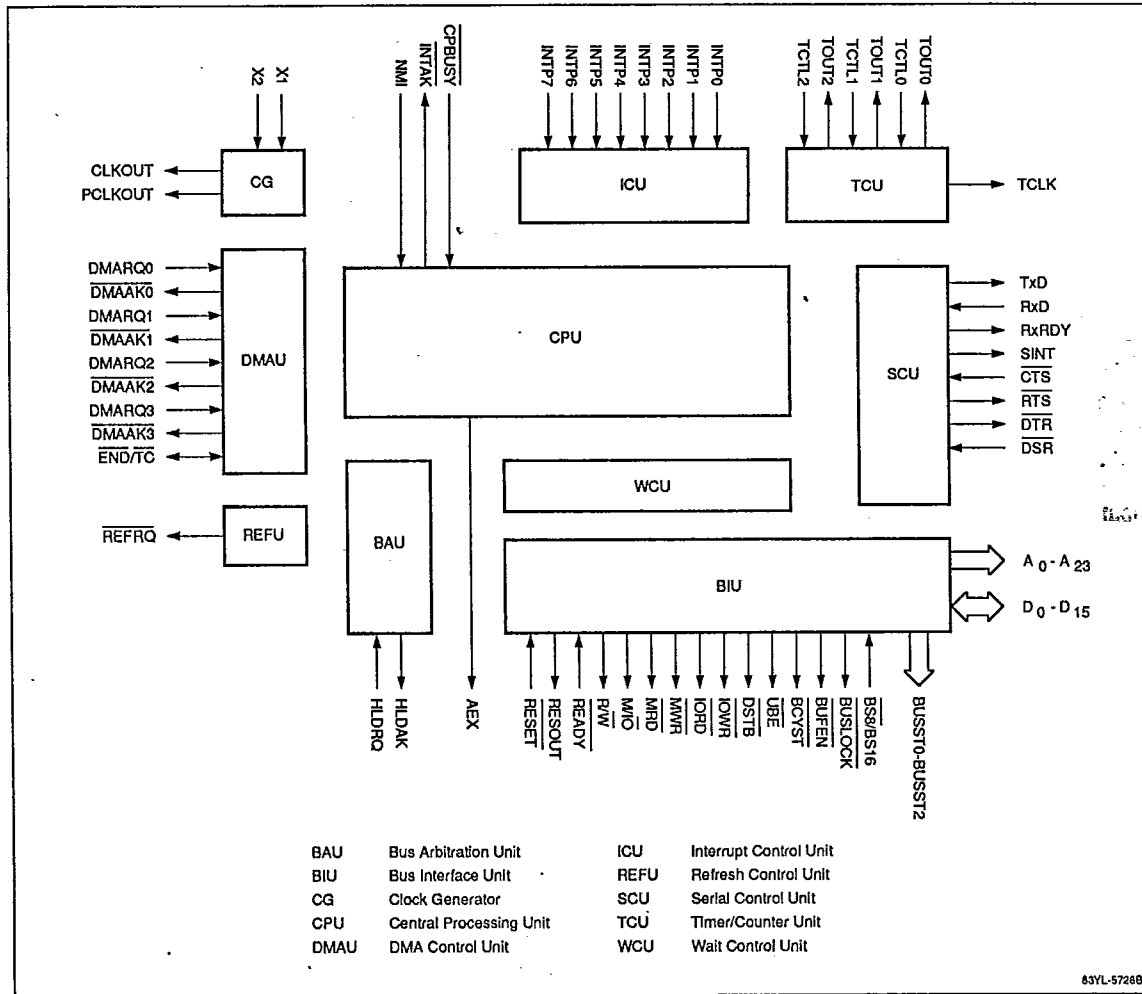 X2
X1
NMI
INTAK
CPBUSY
INTP7
INTP6
INTP5
INTP4
INTP3
INTP2
INTP1
INTP0
TCTL2
TOUT2
TCTL1
TOUT1
TCTL0
TOUT0
CLKOUT
PCLKOUT
CG
ICU
TCU
TCLK
DMARQ0
DMAAK0
DMARQ1
DMAAK1
DMARQ2
DMAAK2
DMARQ3
DMAAK3
END/TC
DMAU
CPU
SCU
TxD
RxD
RxRDY
SINT
CTS
RTS
DTR
DSR
REFRQ
REFU
BAU
WCU
BIU
A0 - A23
D0 - D15
HLDRQ
HLDAK
AEX
RESET
RESOUT
READY
R/W
M/IO
MRD
MWR
IORD
IOWR
DSTB
UBE
BCYST
BUFEN
BUSLOCK
BS8/BS16
BUSST0-BUSST2
BAU Bus Arbitration Unit
BIU Bus Interface Unit
CG Clock Generator
CPU Central Processing Unit
DMAU DMA Control Unit
ICU Interrupt Control Unit
REFU Refresh Control Unit
SCU Serial Control Unit
TCU Timer/Counter Unit
WCU Wait Control Unit
83YL-5726B